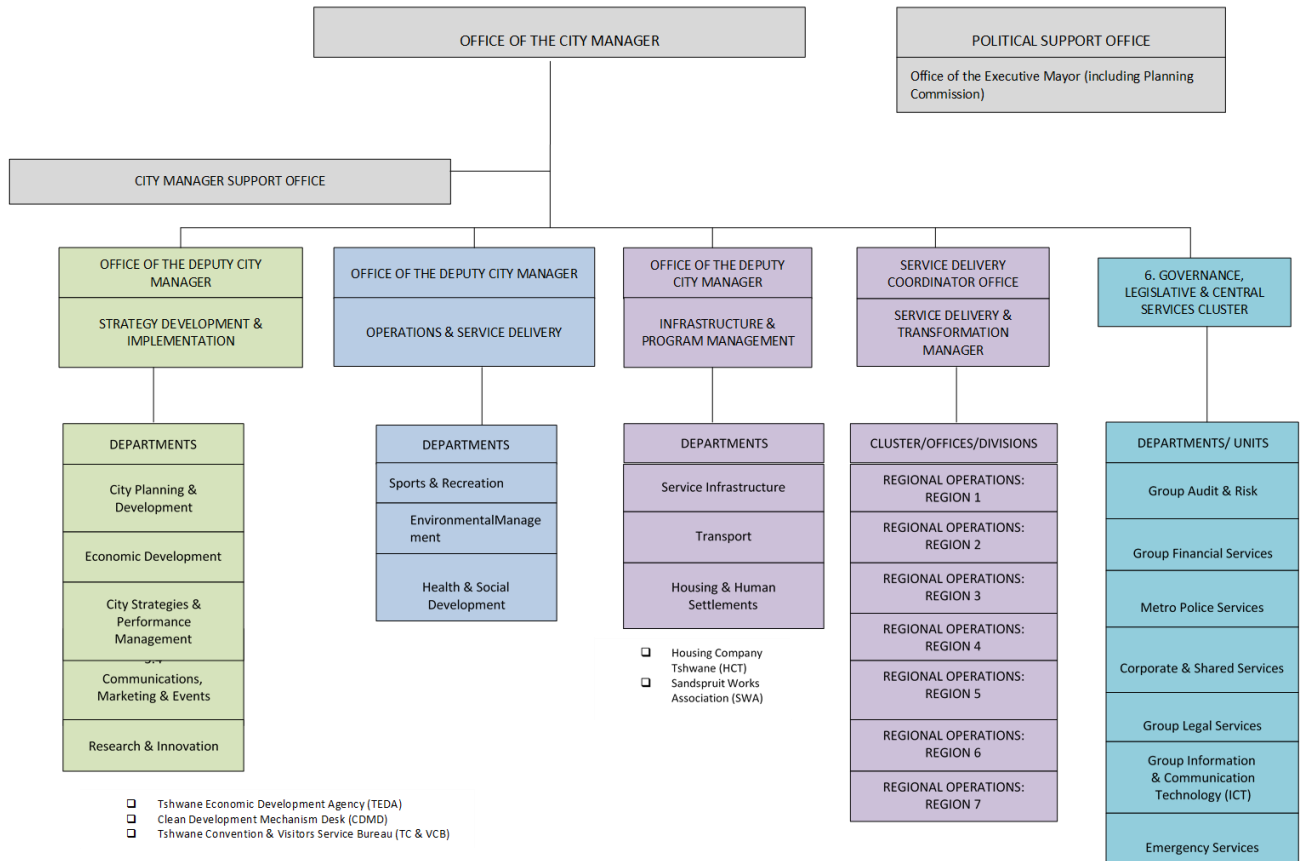 OFFICE OF THE CITY MANAGER
POLITICAL SUPPORT OFFICE
Office of the Executive Mayor (including Planning
Commission)
CITY MANAGER SUPPORT OFFICE
OFFICE OF THE DEPUTY CITY
MANAGER
STRATEGY DEVELOPMENT &
IMPLEMENTATION
DEPARTMENTS
City Planning &
Development
Economic Development
City Strategies &
Performance
Management
Communications,
Marketing & Events
Research & Innovation
❑ Tshwane Economic Development Agency (TEDA)
❑ Clean Development Mechanism Desk (CDMD)
❑ Tshwane Convention & Visitors Service Bureau (TC & VCB)
OFFICE OF THE DEPUTY CITY MANAGER
OPERATIONS & SERVICE DELIVERY
DEPARTMENTS
Sports & Recreation
EnvironmentalManage
ment
Health & Social
Development
OFFICE OF THE DEPUTY
CITY MANAGER
INFRASTRUCTURE &
PROGRAM MANAGEMENT
DEPARTMENTS
Service Infrastructure
Transport
Housing & Human
Settlements
❑ Housing Company
Tshwane (HCT)
❑ Sandspruit Works
Association (SWA)
SERVICE DELIVERY
COORDINATOR OFFICE
SERVICE DELIVERY &
TRANSFORMATION
MANAGER
CLUSTER/OFFICES/DIVISIONS
REGIONAL OPERATIONS:
REGION 1
REGIONAL OPERATIONS:
REGION 2
REGIONAL OPERATIONS:
REGION 3
REGIONAL OPERATIONS:
REGION 4
REGIONAL OPERATIONS:
REGION 5
REGIONAL OPERATIONS:
REGION 6
REGIONAL OPERATIONS:
REGION 7
6. GOVERNANCE,
LEGISLATIVE & CENTRAL
SERVICES CLUSTER
DEPARTMENTS/ UNITS
Group Audit & Risk
Group Financial Services
Metro Police Services
Corporate & Shared Services
Group Legal Services
Group Information
& Communication
Technology (ICT)
Emergency Services